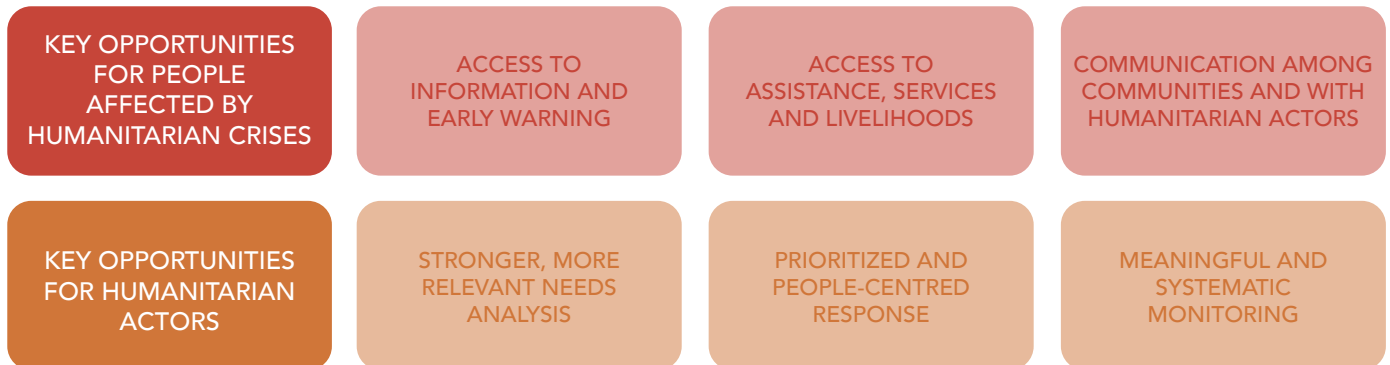 KEY OPPORTUNITIES
FOR PEOPLE
AFFECTED BY
HUMANITARIAN CRISES
ACCESS TO
INFORMATION AND
EARLY WARNING
ACCESS TO
ASSISTANCE, SERVICES
AND LIVELIHOODS
COMMUNICATION AMONG
COMMUNITIES AND WITH
HUMANITARIAN ACTORS
KEY OPPORTUNITIES
FOR HUMANITARIAN
ACTORS
STRONGER, MORE
RELEVANT NEEDS
ANALYSIS
PRIORITIZED AND
PEOPLE-CENTRED
RESPONSE
MEANINGFUL AND
SYSTEMATIC
MONITORING